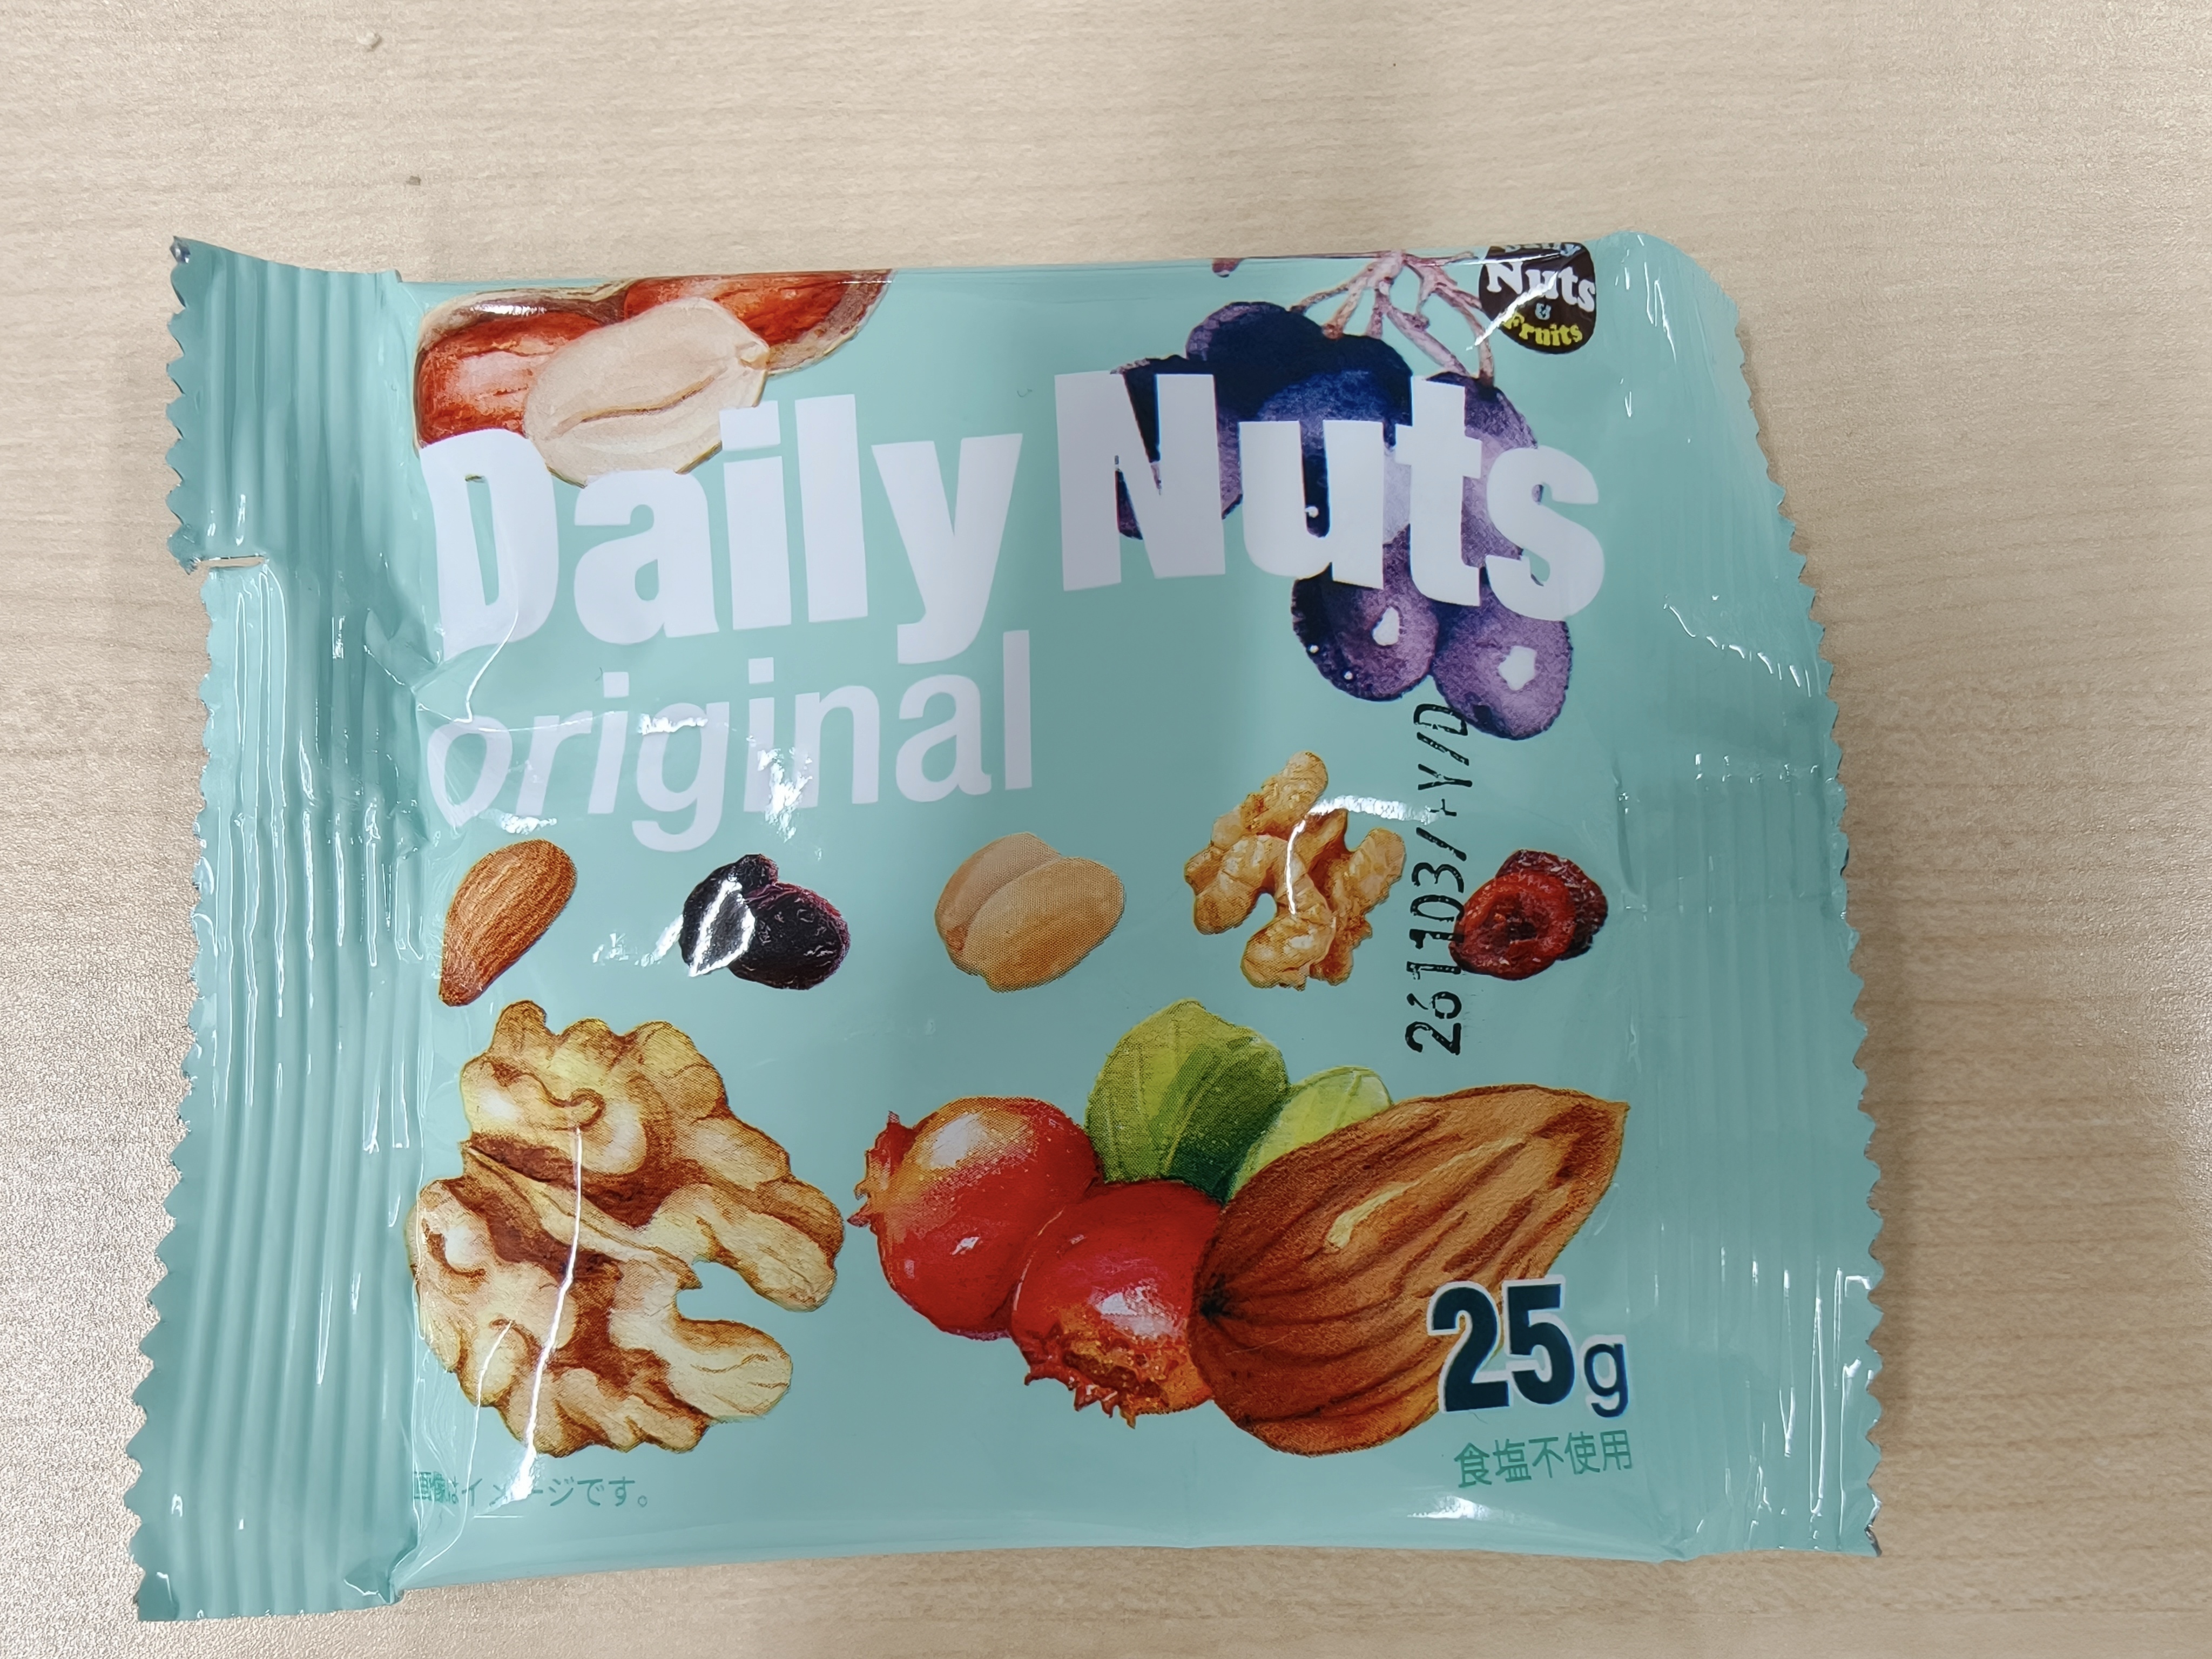 Daily
Nuts
&
Fruits
Daily Nuts
original
261103/+Y/D
25g
食塩不使用
画像はイメージです。